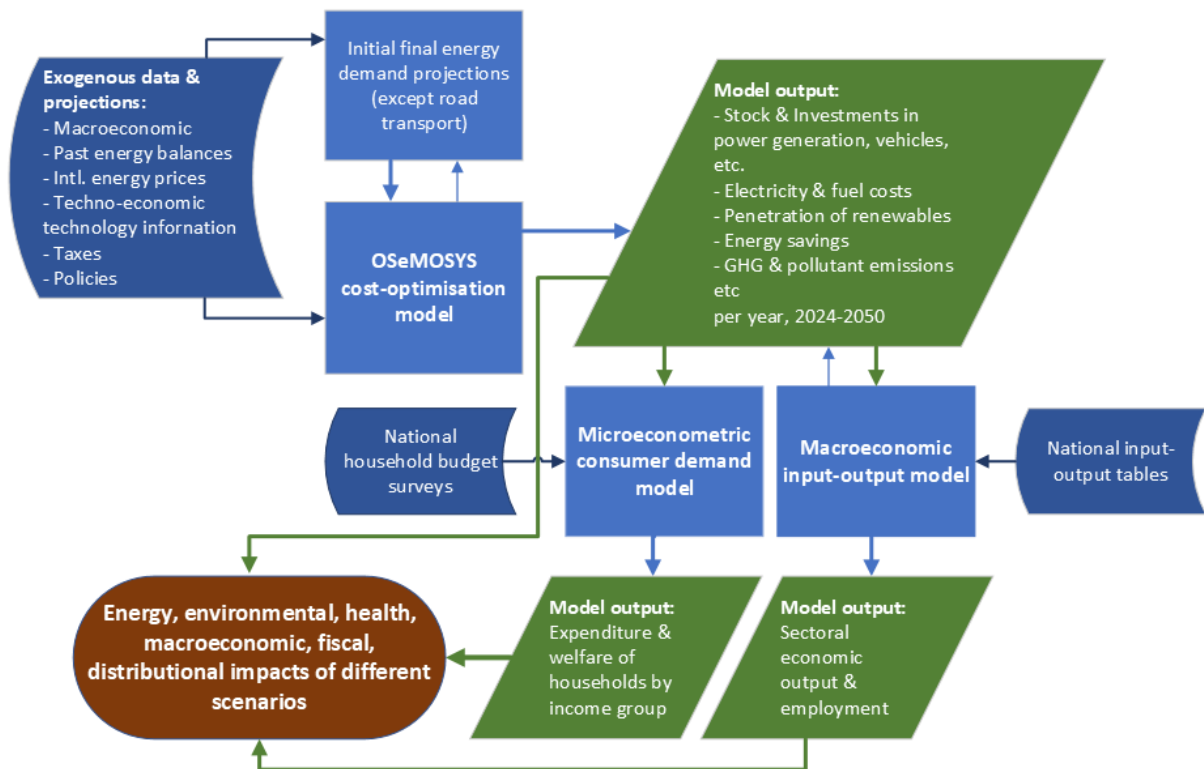 Exogenous data &
projections:
- Macroeconomic
- Past energy balances
- Intl. energy prices
- Techno-economic
technology infornation
- Taxes
- Policies
Initial final energy
demand projections
(except road
transport)
OSeMOSYS
cost-optimisation
model
Model output:
- Stock & Investments in
power generation, vehicles,
etc.
- Electricity & fuel costs
- Penetration of renewables
- Energy savings
- GHG & pollutant emissions
etc
per year, 2024-2050
National
household budget
surveys
Microeconometric
consumer demand
model
Macroeconomic
input-output model
National input-
output tables
Energy, environmental, health,
macroeconomic, fiscal,
distributional impacts of different
scenarios
Model output:
Expenditure &
welfare of
households by
income group
Model output:
Sectoral
economic
output &
employment